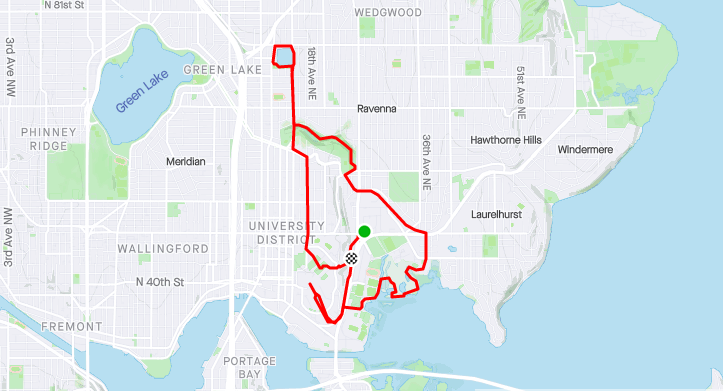 N 81st St
WEDGWOOD
3rd Ave NW
18th Ave NE
GREEN LAKE
Green Lake
51st Ave NE
Ravenna
PHINNEY
RIDGE
36th Ave NE
Hawthorne Hills
Windermere
Meridian
Laurelhurst
3rd Ave NW
UNIVERSITY
DISTRICT
WALLINGFORD
N 40th St
FREMONT
PORTAGE
BAY